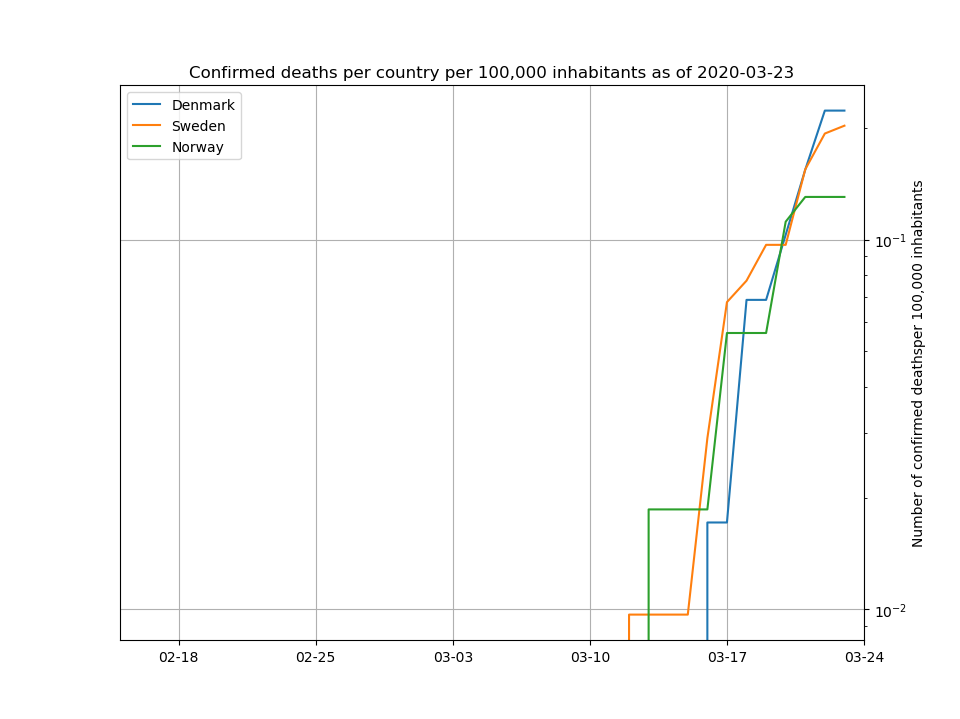 Confirmed deaths per country per 100,000 inhabitants as of 2020-03-23
Denmark
Sweden
Norway
10⁻¹
10⁻²
Number of confirmed deathsper 100,000 inhabitants
02-18 02-25 03-03 03-10 03-17 03-24